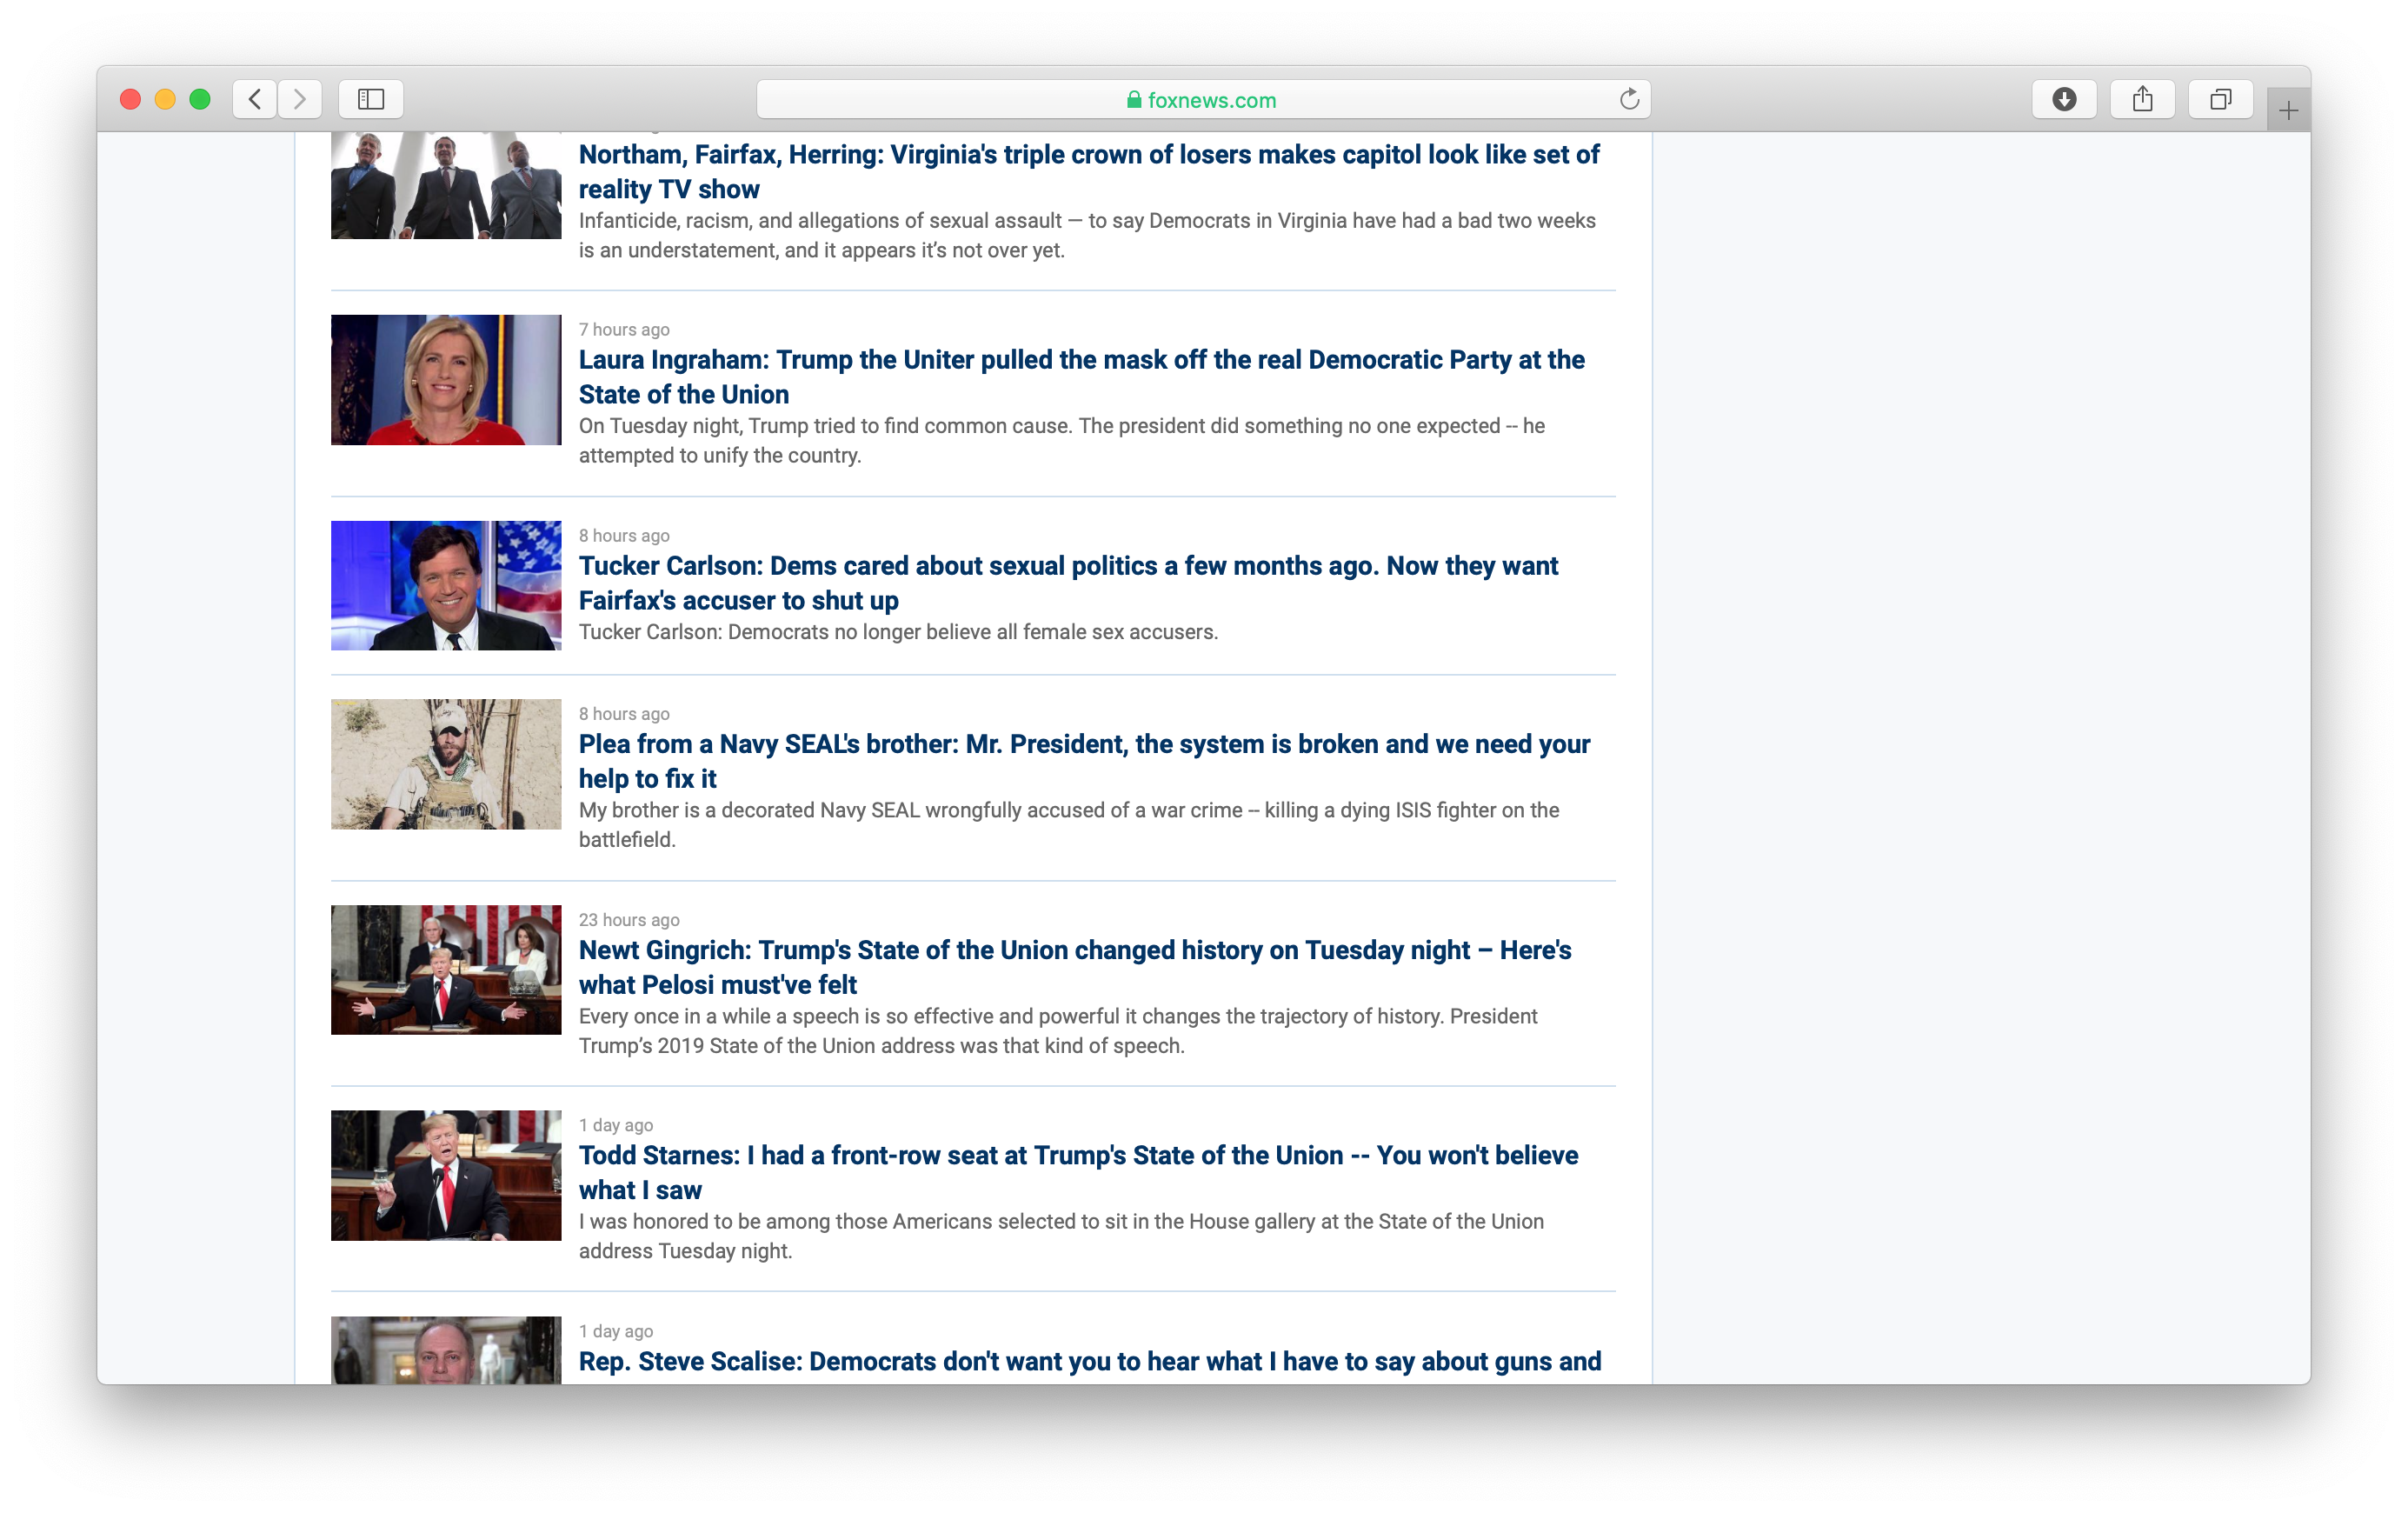 foxnews.com
Northam, Fairfax, Herring: Virginia's triple crown of losers makes capitol look like set of
reality TV show
Infanticide, racism, and allegations of sexual assault — to say Democrats in Virginia have had a bad two weeks
is an understatement, and it appears it’s not over yet.
7 hours ago
Laura Ingraham: Trump the Uniter pulled the mask off the real Democratic Party at the
State of the Union
On Tuesday night, Trump tried to find common cause. The president did something no one expected -- he
attempted to unify the country.
8 hours ago
Tucker Carlson: Dems cared about sexual politics a few months ago. Now they want
Fairfax's accuser to shut up
Tucker Carlson: Democrats no longer believe all female sex accusers.
8 hours ago
Plea from a Navy SEAL's brother: Mr. President, the system is broken and we need your
help to fix it
My brother is a decorated Navy SEAL wrongfully accused of a war crime -- killing a dying ISIS fighter on the
battlefield.
23 hours ago
Newt Gingrich: Trump's State of the Union changed history on Tuesday night – Here's
what Pelosi must've felt
Every once in a while a speech is so effective and powerful it changes the trajectory of history. President
Trump’s 2019 State of the Union address was that kind of speech.
1 day ago
Todd Starnes: I had a front-row seat at Trump's State of the Union -- You won't believe
what I saw
I was honored to be among those Americans selected to sit in the House gallery at the State of the Union
address Tuesday night.
1 day ago
Rep. Steve Scalise: Democrats don't want you to hear what I have to say about guns and